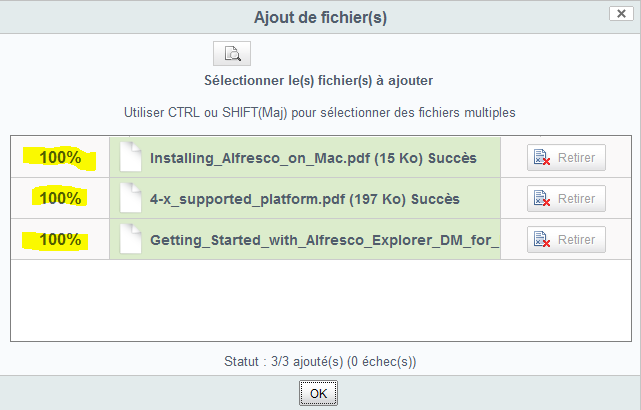 Ajout de fichier(s)
Sélectionner le(s) fichier(s) à ajouter
Utiliser CTRL ou SHIFT(Maj) pour sélectionner des fichiers multiples
100% Installing_Alfresco_on_Mac.pdf (15 Ko) Succès Retirer
100% 4-x_supported_platform.pdf (197 Ko) Succès Retirer
100% Getting_Started_with_Alfresco_Explorer_DM_for_ Retirer
Statut : 3/3 ajouté(s) (0 échec(s))
OK